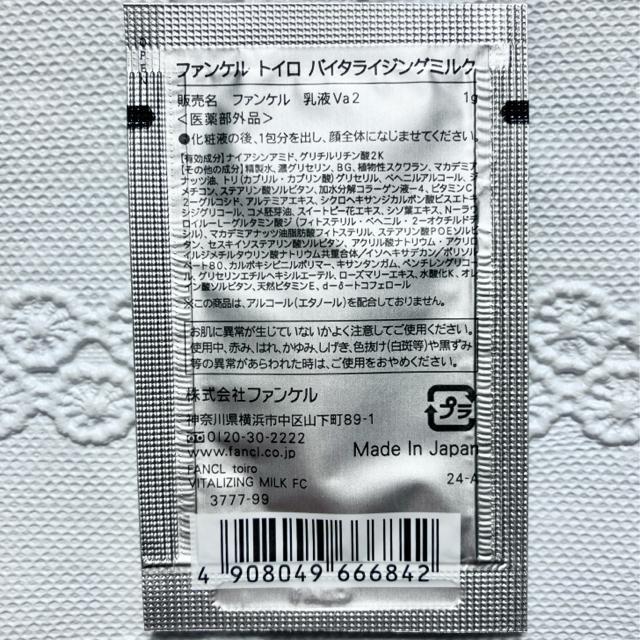 OPEN
ファンケル トイロ バイタライジングミルク
販売名 ファンケル 乳液Va2 1g
<医薬部外品>
●化粧液の後、1包分を出し、顔全体になじませてください。
[有効成分]ナイアシンアミド、グリチルリチン酸2K
[その他の成分]精製水、濃グリセリン、BG、植物性スクワラン、マカデミア
ナッツ油、トリ(カプリル・カプリン酸)グリセリル、ベヘニルアルコール、
メチコン、ステアリン酸ソルビタン、加水分解コラーゲン液-4、ビタミンC
2-グルコシド、アルテミアエキス、シクロヘキサンジカルボン酸ビスエトキ
シジグリコール、コメ胚芽油、スイートピー花エキス、シソ葉エキス、N-ラウ
ロイル-L-グルタミン酸ジ(フィトステリル・ベヘニル・2-オクチルドデ
シル)、マカデミアナッツ油脂肪酸フィトステリル、ステアリン酸POEソルビ
タン、セスキイソステアリン酸ソルビタン、アクリル酸ナトリウム・アクリロ
イルジメチルタウリン酸ナトリウム共重合体/イソヘキサデカン/ポリソル
ベート80、カルボキシビニルポリマー、キサンタンガム、ペンチレングリコー
ル、グリセリンエチルヘキシルエーテル、ローズマリーエキス、水酸化K、オレ
イン酸ソルビタン、天然ビタミンE、d-δ-トコフェロール
※この商品は、アルコール(エタノール)を配合しておりません。
お肌に異常が生じていないかよく注意してご使用ください。
使用中、赤み、はれ、かゆみ、しげき、色抜け(白斑等)や黒ずみ
等の異常があらわれた時は、ご使用をおやめください。
株式会社ファンケル
神奈川県横浜市中区山下町89-1
0120-30-2222
www.fancl.co.jp
プラ
Made In Japan
FANCL toiro
VITALIZING MILK FC
24-A
3777-99
4 908049 666842